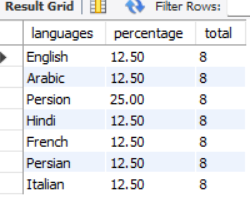 Result Grid Filter Rows:
languages percentage total
English 12.50 8
Arabic 12.50 8
Persion 25.00 8
Hindi 12.50 8
French 12.50 8
Persian 12.50 8
Italian 12.50 8